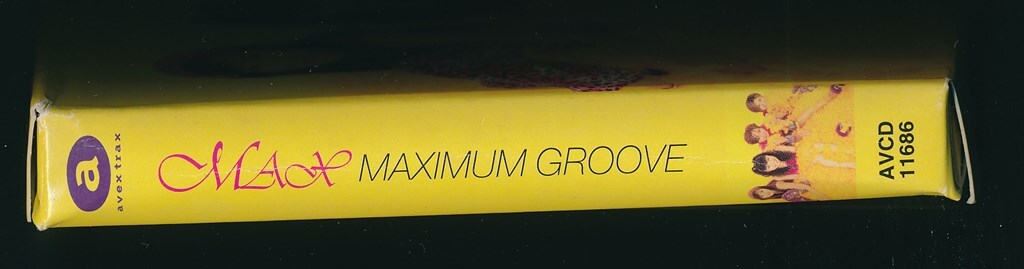 a
avex trax
MAX MAXIMUM GROOVE
AVCD
11686